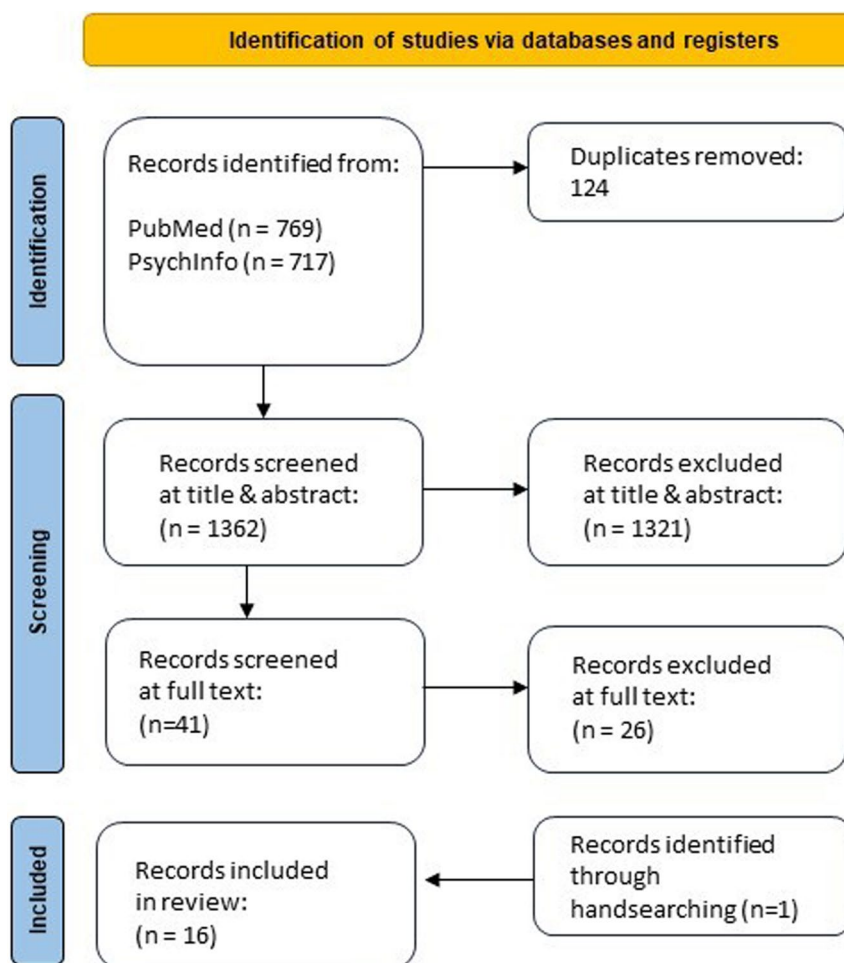 Identification of studies via databases and registers
Identification
Records identified from:
PubMed (n = 769)
PsychInfo (n = 717)
Duplicates removed:
124
Screening
Records screened
at title & abstract:
(n = 1362)
Records excluded
at title & abstract:
(n = 1321)
Records screened
at full text:
(n=41)
Records excluded
at full text:
(n = 26)
Included
Records included
in review:
(n = 16)
Records identified
through
handsearching (n=1)